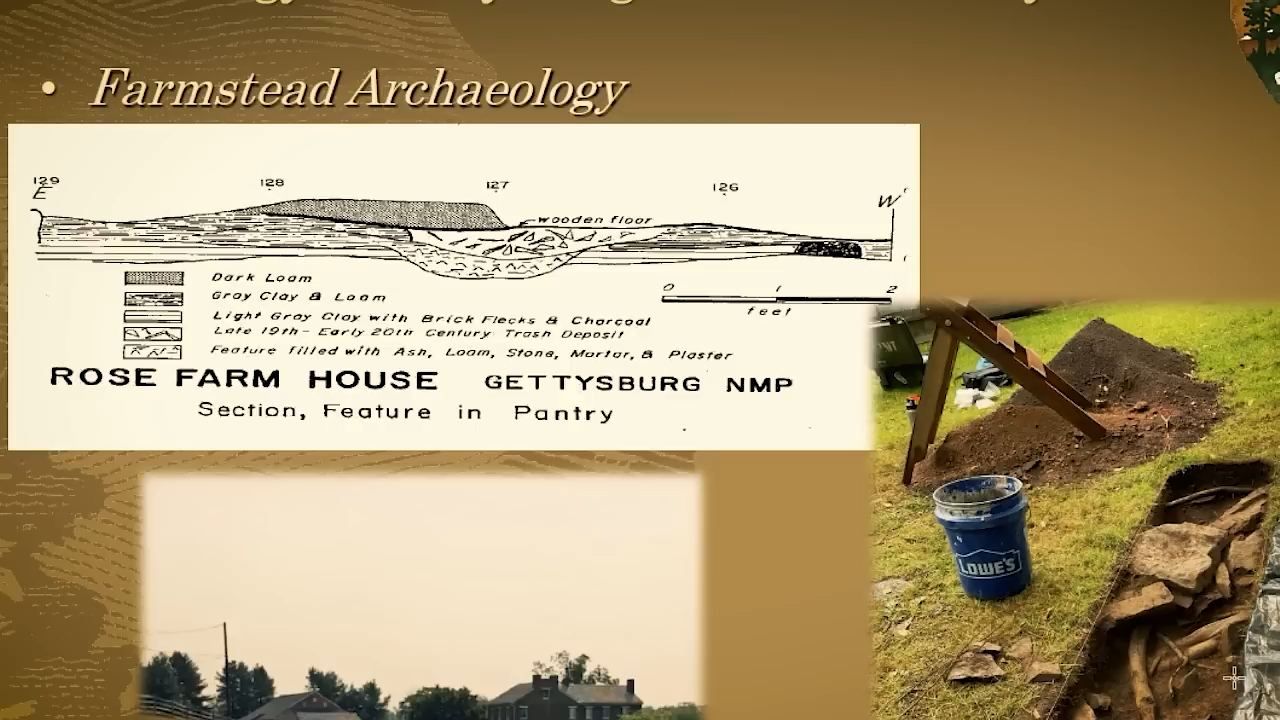 • Farmstead Archaeology
129 128 127 126
E W
wooden floor
Dark Loam
0 1 2
Gray Clay & Loam
feet
Light Gray Clay with Brick Flecks & Charcoal
Late 19th - Early 20th Century Trash Deposit
Feature filled with Ash, Loam, Stone, Mortar, & Plaster
ROSE FARM HOUSE GETTYSBURG NMP
Section, Feature in Pantry
LOWE'S